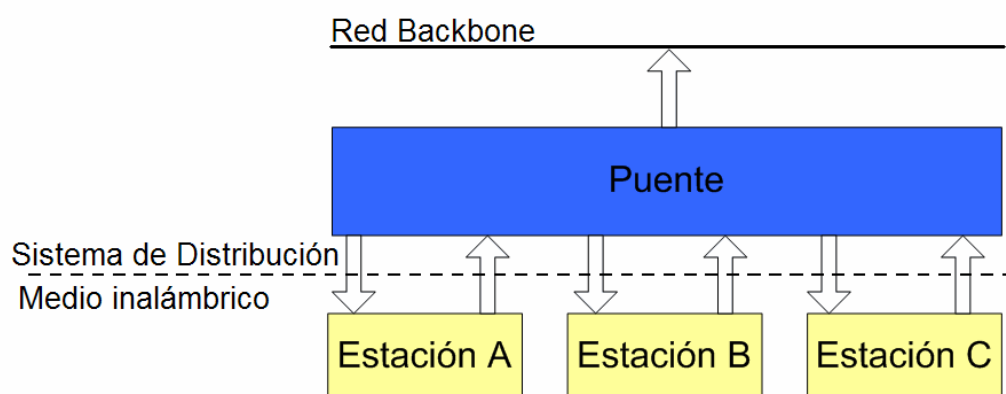 Red Backbone
Puente
Sistema de Distribución
Medio inalámbrico
Estación A
Estación B
Estación C